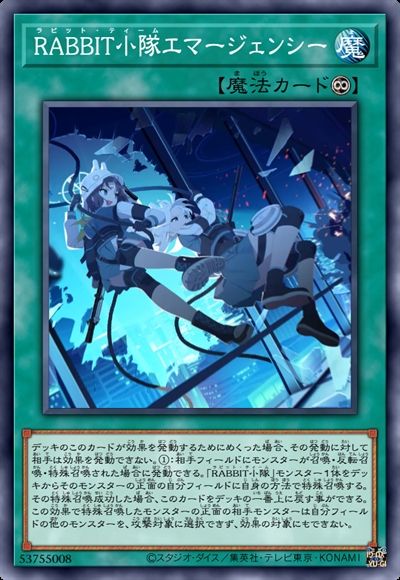 ラビット・ティーム
RABBIT小隊エマージェンシー
魔
【魔法カード】
デッキのこのカードが効果を発動するためにめくった場合、その発動に対して
相手は効果を発動できない。①:相手フィールドにモンスターが召喚・反転召
喚・特殊召喚された場合に発動できる。「RABBIT小隊」モンスター1体をデ
ッキからそのモンスターの正面の自分フィールドに自身の方法で特殊召喚する。
その特殊召喚成功した場合、このカードをデッキの一番上に戻す事ができる。
この効果で特殊召喚したモンスターの正面の相手モンスターは自分フィール
ドの他のモンスターを、攻撃対象に選択できず、効果の対象にもできない。
53755008
©スタジオ・ダイス／集英社・テレビ東京・KONAMI